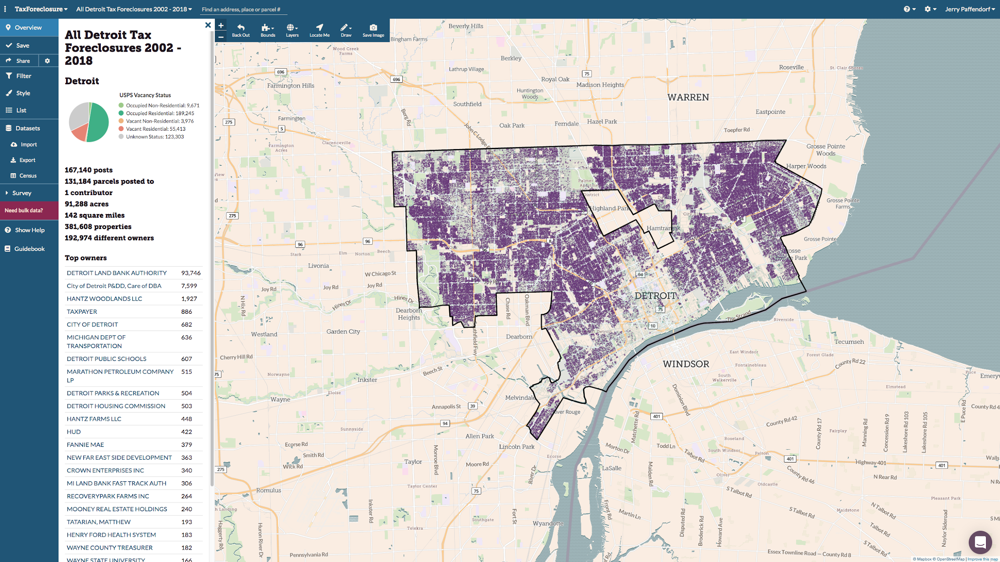 TaxForeclosure
All Detroit Tax Foreclosures 2002 - 2018
Find an address, place or parcel #
Jerry Paffendorf
Overview
Save
Share
Filter
Style
List
Datasets
Import
Export
Census
Survey
Need bulk data?
Show Help
Guidebook
All Detroit Tax
Foreclosures 2002 -
2018
Detroit
USPS Vacancy Status
Occupied Non-Residential: 9,671
Occupied Residential: 189,245
Vacant Non-Residential: 3,976
Vacant Residential: 55,413
Unknown Status: 123,303
167,140 posts
131,184 parcels posted to
1 contributor
91,288 acres
142 square miles
381,608 properties
192,974 different owners
Top owners
DETROIT LAND BANK AUTHORITY 93,746
City of Detroit P&DD, Care of DBA 7,599
HANTZ WOODLANDS LLC 1,927
TAXPAYER 886
CITY OF DETROIT 682
MICHIGAN DEPT OF 636
TRANSPORTATION
DETROIT PUBLIC SCHOOLS 607
MARATHON PETROLEUM COMPANY 515
LP
DETROIT PARKS & RECREATION 504
DETROIT HOUSING COMMISSION 503
HANTZ FARMS LLC 448
HUD 422
FANNIE MAE 379
NEW FAR EAST SIDE DEVELOPMENT 363
CROWN ENTERPRISES INC 340
MI LAND BANK FAST TRACK AUTH 306
RECOVERYPARK FARMS INC 264
MOONEY REAL ESTATE HOLDINGS 240
TATARIAN, MATTHEW 193
HENRY FORD HEALTH SYSTEM 183
WAYNE COUNTY TREASURER 182
WAYNE STATE UNIVERSITY 166
Back Out
Bounds
Layers
Locate Me
Draw
Save Image
Beverly Hills
Bingham Farms
Wood Creek
Farms
Berkley
Lathrup Village
Roseville
St. Clair Shores
696
696
75
Royal Oak
Madison Heights
Farmington Hills
Huntington
Woods
WARREN
Southfield
Eastpointe
Berg Rd
Farmington
275
5
Oak Park
Ferndale
Hazel Park
John C Lodge Fwy
Toepfer Rd
Clarenceville
Farmington
Acres
Grosse Pointe
Woods
Harper Woods
Palmer
District
Highland Park
Grosse Pointe
Farms
275
City Airport
Hamtramck
Grosse Pointe
96
96
8
96
Oak
Stark
Elm
Norton
Beech
Livonia
W Chicago St
94
96
Joy Rd
Joy Rd
Joy Rd
N Hix Rd
Hines Dr
Hines Dr
Dearborn
Heights
Chase Rd
Oakman Blvd
DETROIT
75
The Strand
Riverside
10
Westland
Garden City
Dearborn
Tecumseh
Cherry Hill Rd
East Windsor
Forest Glade
WINDSOR
Fontainebleau
County Rd 22
Beech St
Norwayne
Inkster
South
Walkerville
Puce
Elmstead
Eloise
Wayne
Melvindale
Dominion Blvd
Annapolis St
39
River Rouge
401
County Rd 42
E Puce Rd
94
Sunnyside
Allen Park
Matchette Rd
County Rd 17
Fairplay
Manning Rd
Concession Rd 9
Lakeshore Rd 103
Lakeshore Rd 105
Roseland
Ecorse Rd
Lincoln Park
Morton Dr
Todd Ln
South Windsor
Pelton
Smith Rd
Ecorse
Talbot Rd
Wick Rd
Monroe Blvd
Taylor
Moore Rd
401
Highway 401
401
275
River Dr
LaSalle
Malden Rd
County Rd 46
Oliver
N Rear Rd
Oldcastle
Romulus
Taylor Center
75
S Talbot Rd
Pleasant Park
Inkster Rd
Fort St
Front Rd
Martin Ln
S Talbot Rd
Maidstone
N Talbot Rd
Haggerty Rd
Huron River Dr
Southgate
Wyandotte
Telekra
Disputed Rd
Broderick Rd
Howard Ave
Talbot Rd
Naylor Sideroad
S Talbot Rd
Pennsylvania Rd
Essex Townline Road — County Rd 8
© Mapbox © OpenStreetMap | Improve this map